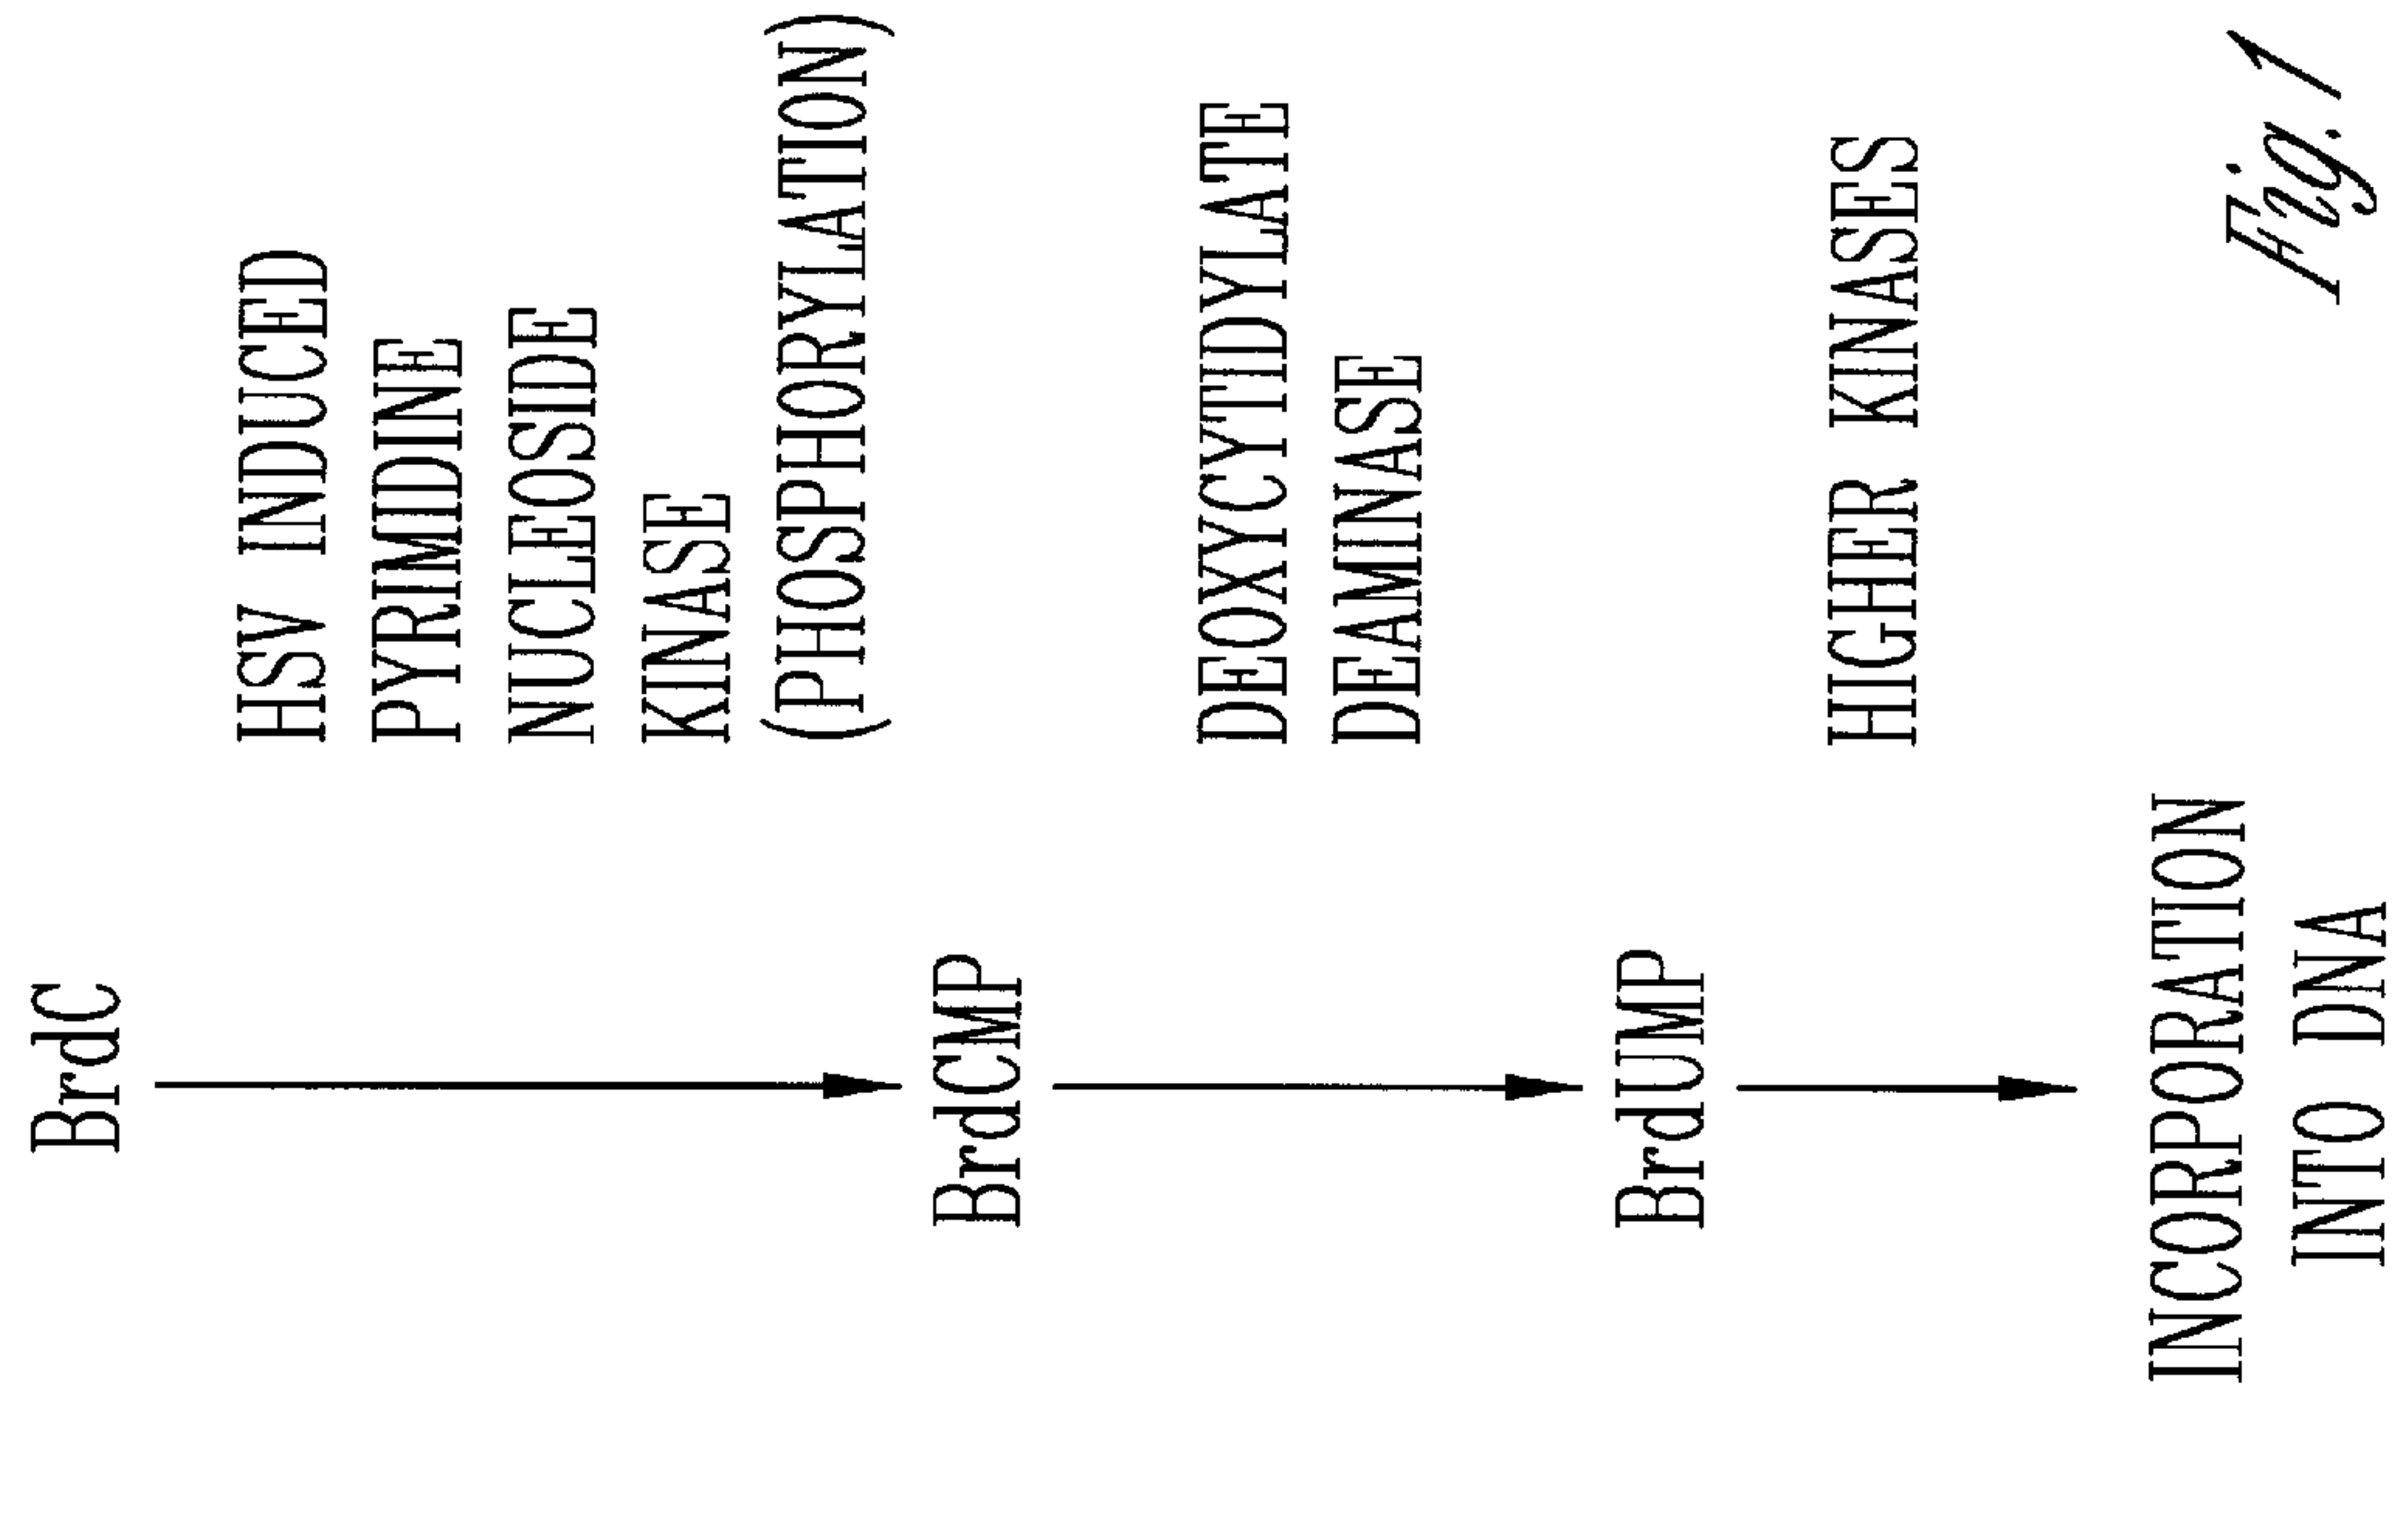 BrdC
HSV INDUCED
PYRIMIDINE
NUCLEOSIDE
KINASE
(PHOSPHORYLATION)
BrdCMP
DEOXYCYTIDYLATE
DEAMINASE
BrdUMP
HIGHER KINASES
INCORPORATION
INTO DNA
Fig. 1